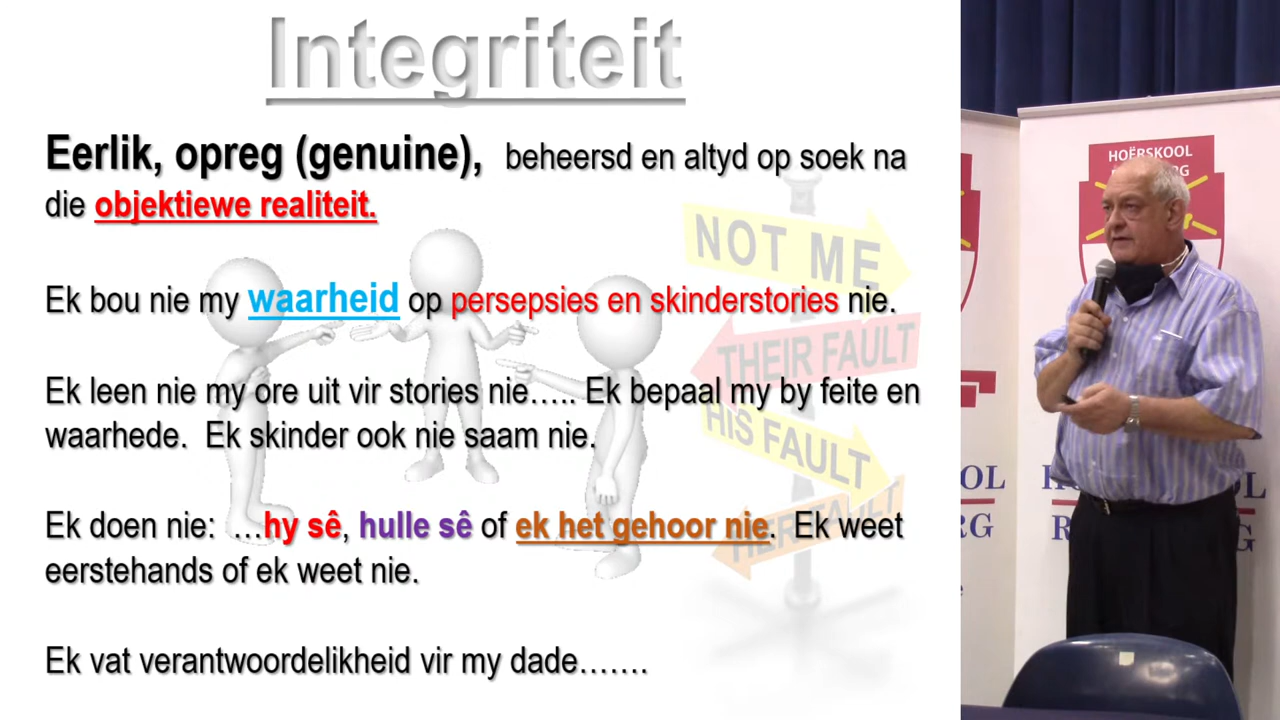 Integriteit
Eerlik, opreg (genuine), beheersd en altyd op soek na
die objektiewe realiteit.
Ek bou nie my waarheid op persepsies en skinderstories nie.
Ek leen nie my ore uit vir stories nie….. Ek bepaal my by feite en
waarhede. Ek skinder ook nie saam nie.
Ek doen nie: …hy sê, hulle sê of ek het gehoor nie. Ek weet
eerstehands of ek weet nie.
Ek vat verantwoordelikheid vir my dade…….
NOT ME
THEIR FAULT
HIS FAULT
HER FAULT
HOËRSKOOL